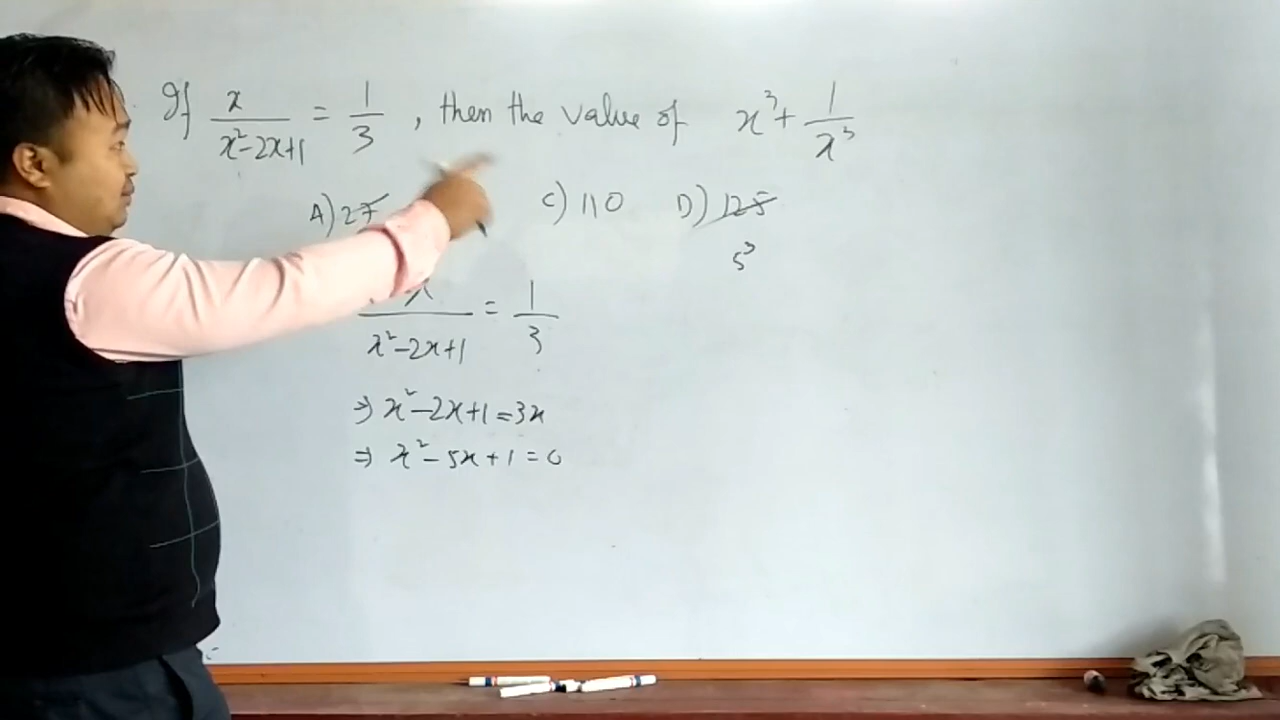 If x/(x²-2x+1) = 1/3 , then the value of x³ + 1/x³
A) 27 C) 110 D) 125
5³
x/(x²-2x+1) = 1/3
⇒ x²-2x+1=3x
⇒ x²-5x+1=0